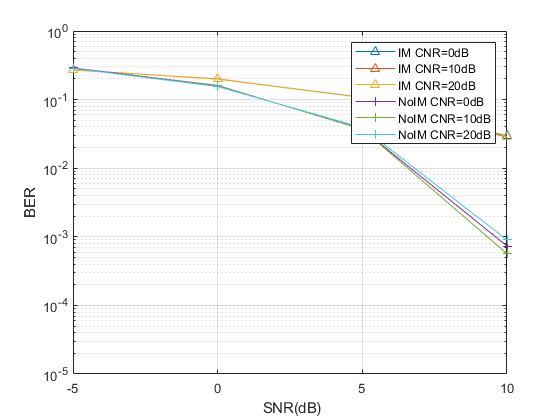 10^0
10^-1
10^-2
10^-3
10^-4
10^-5
BER
-5
0
5
10
SNR(dB)
IM CNR=0dB
IM CNR=10dB
IM CNR=20dB
NoIM CNR=0dB
NoIM CNR=10dB
NoIM CNR=20dB